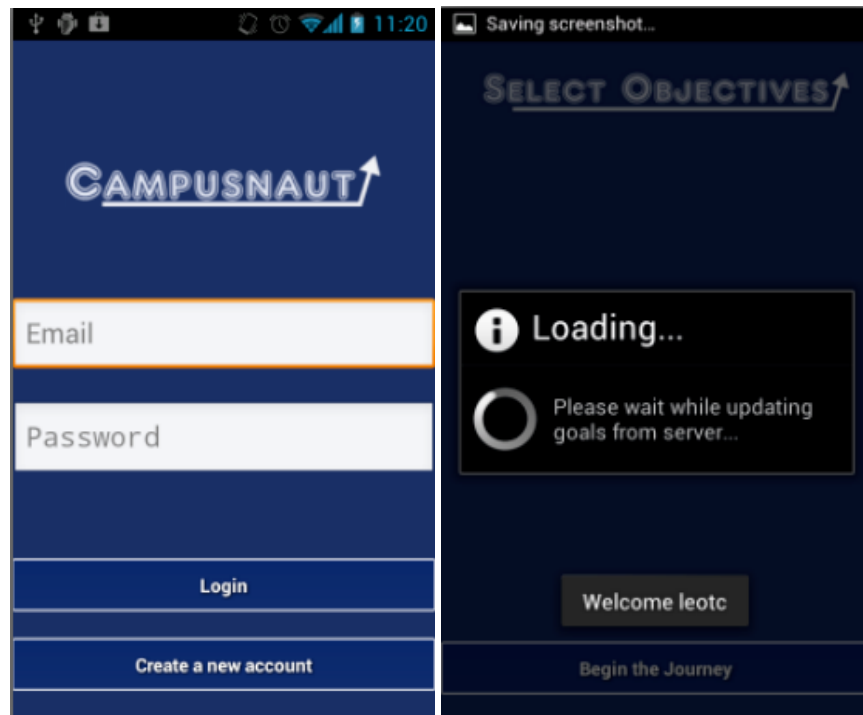 11:20
CAMPUSNAUT
Email
Password
Login
Create a new account
Saving screenshot...
SELECT OBJECTIVES
Loading...
Please wait while updating
goals from server...
Welcome leotc
Begin the Journey